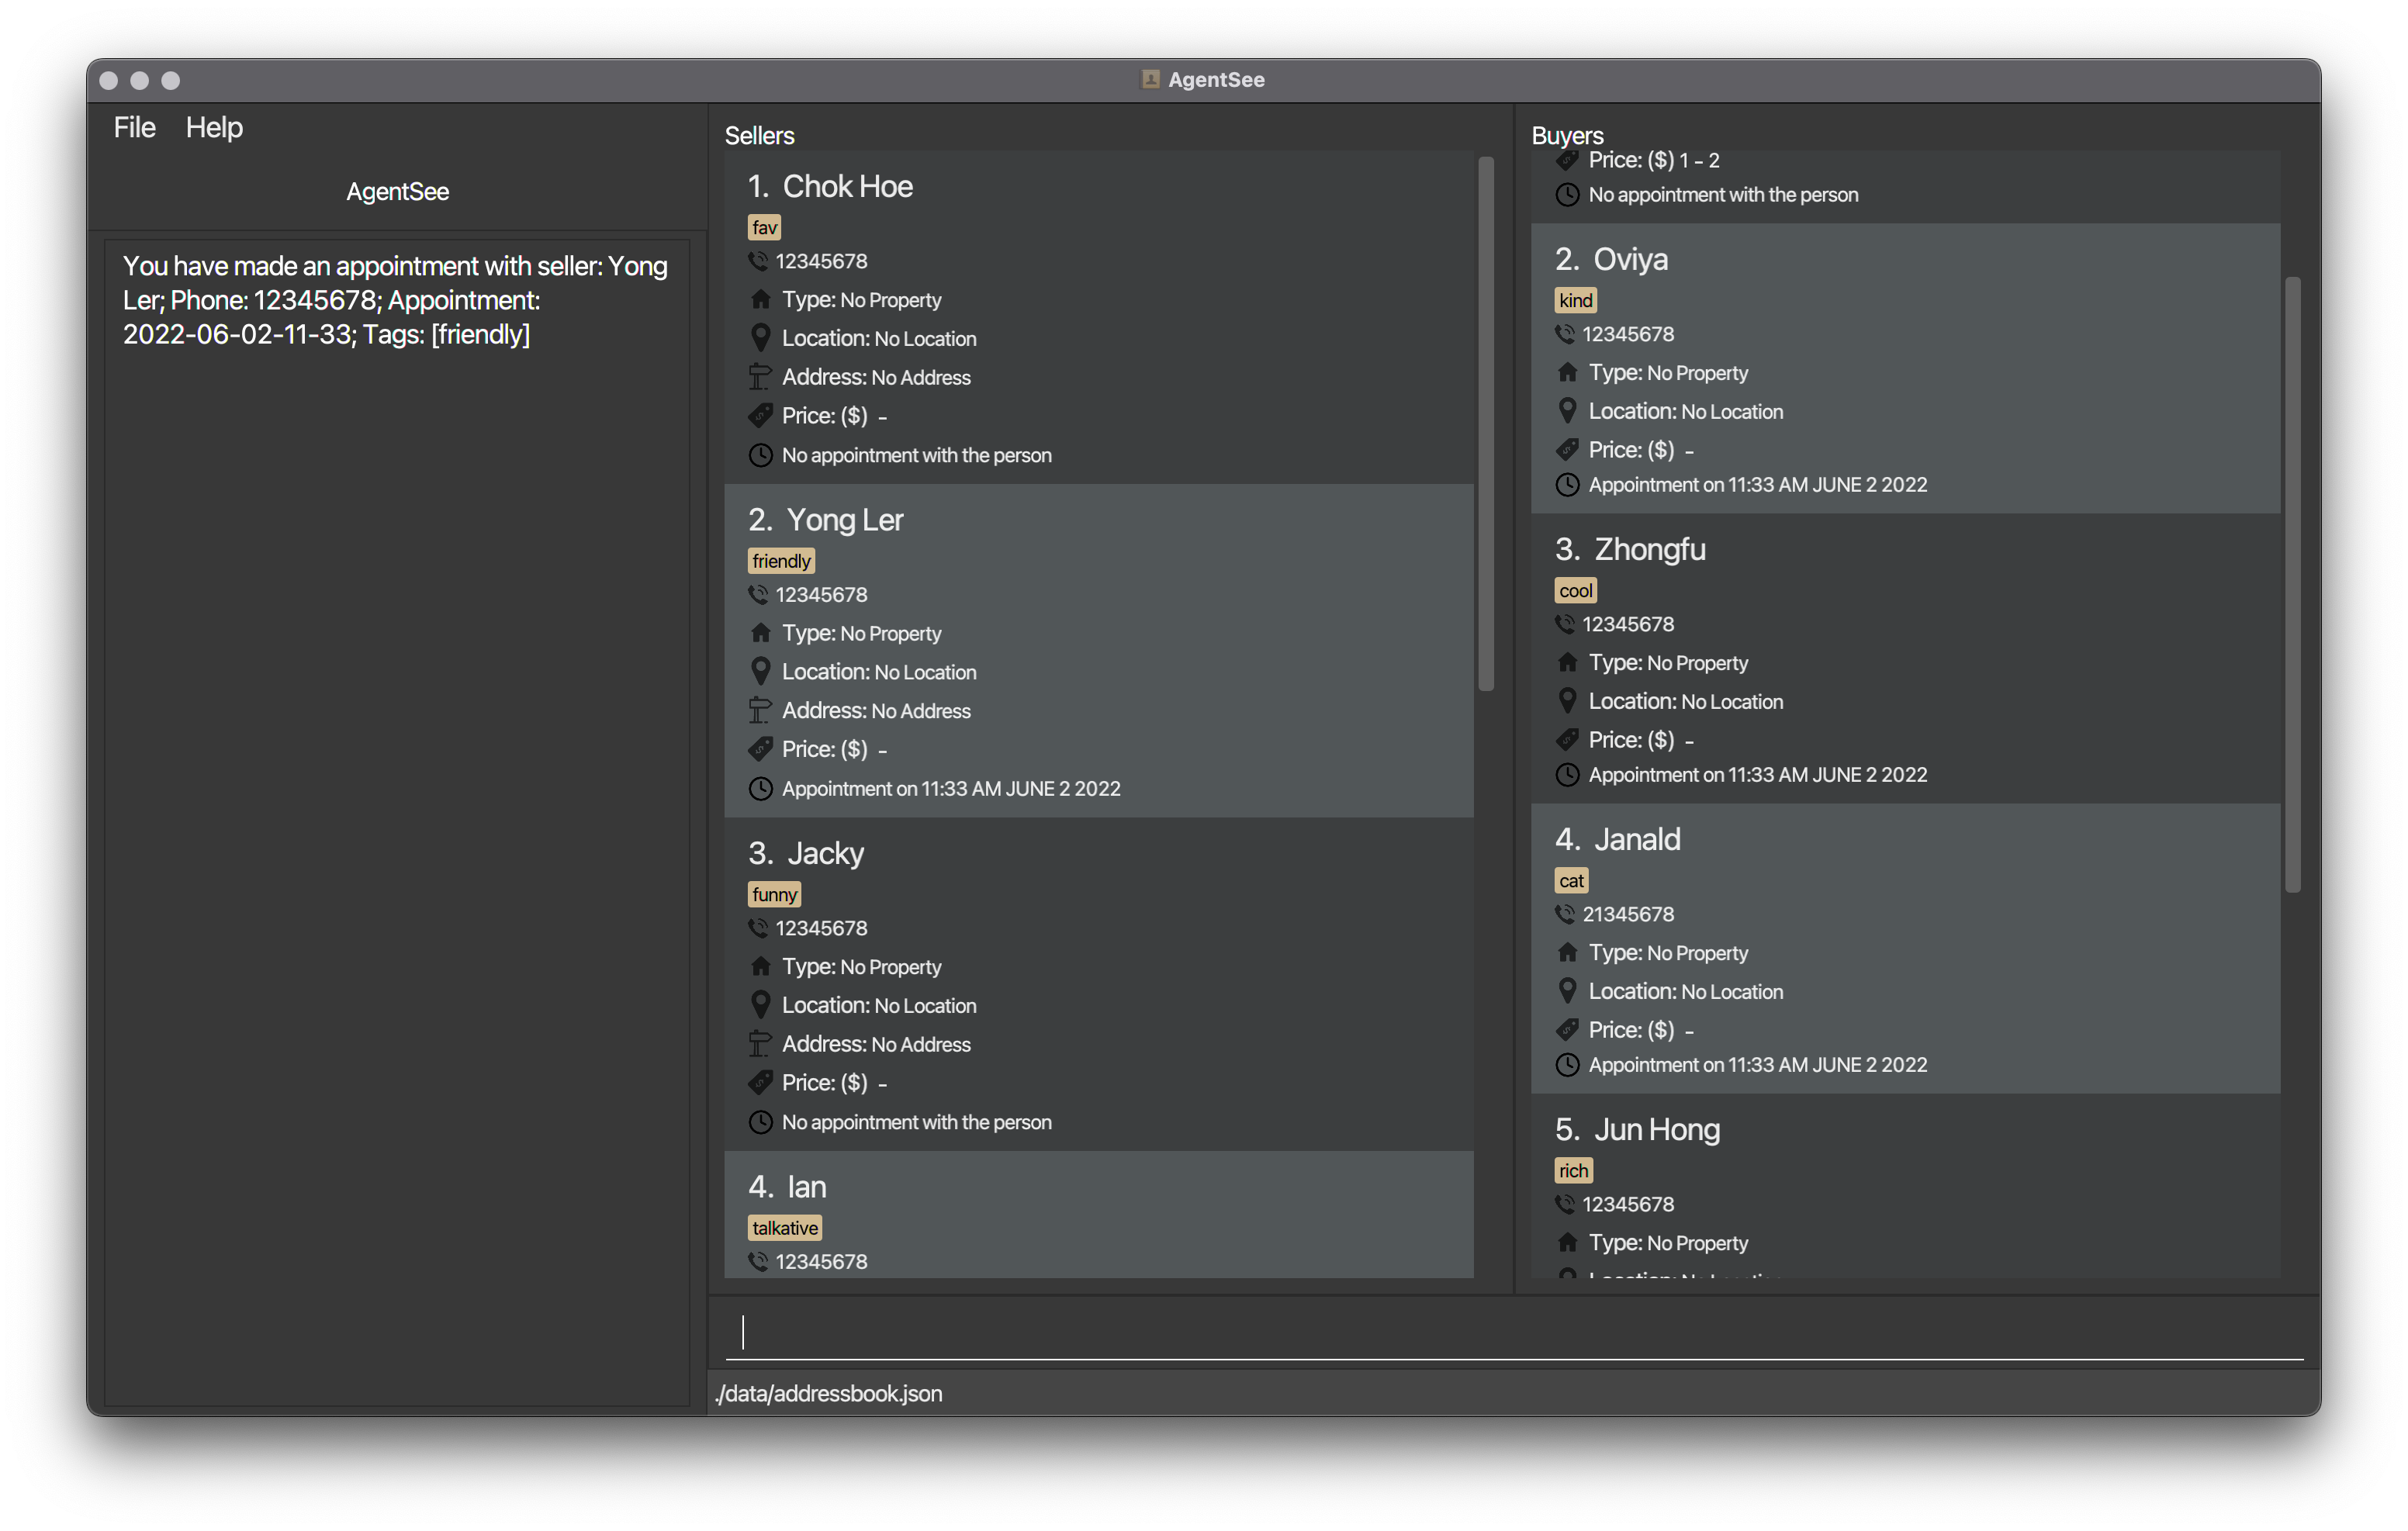 AgentSee
File Help
AgentSee
You have made an appointment with seller: Yong
Ler; Phone: 12345678; Appointment:
2022-06-02-11-33; Tags: [friendly]
Sellers
1. Chok Hoe
fav
12345678
Type: No Property
Location: No Location
Address: No Address
Price: ($) -
No appointment with the person
2. Yong Ler
friendly
12345678
Type: No Property
Location: No Location
Address: No Address
Price: ($) -
Appointment on 11:33 AM JUNE 2 2022
3. Jacky
funny
12345678
Type: No Property
Location: No Location
Address: No Address
Price: ($) -
No appointment with the person
4. Ian
talkative
12345678
Buyers
Price: ($) 1 - 2
No appointment with the person
2. Oviya
kind
12345678
Type: No Property
Location: No Location
Price: ($) -
Appointment on 11:33 AM JUNE 2 2022
3. Zhongfu
cool
12345678
Type: No Property
Location: No Location
Price: ($) -
Appointment on 11:33 AM JUNE 2 2022
4. Janald
cat
21345678
Type: No Property
Location: No Location
Price: ($) -
Appointment on 11:33 AM JUNE 2 2022
5. Jun Hong
rich
12345678
Type: No Property
./data/addressbook.json